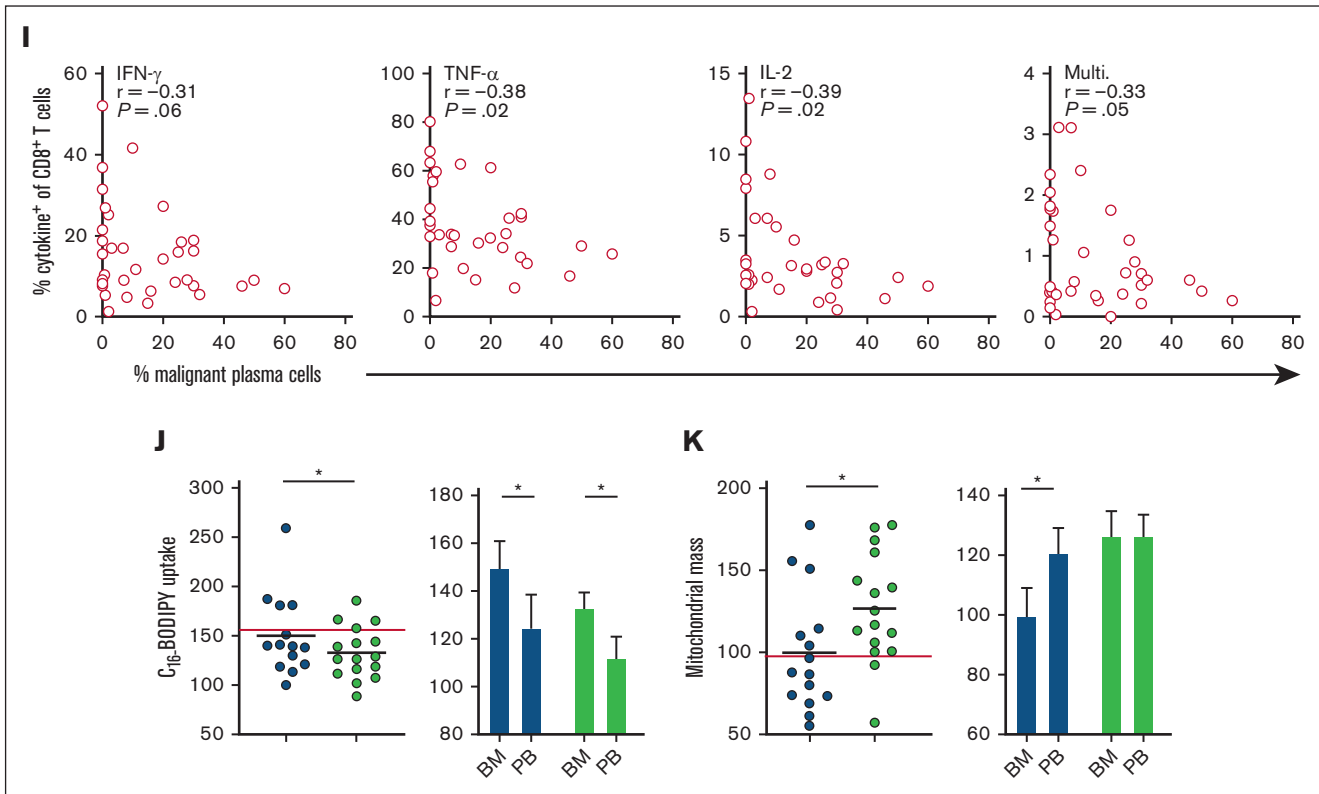 I
IFN-γ
r = −0.31
P = .06
TNF-α
r = −0.38
P = .02
IL-2
r = −0.39
P = .02
Multi.
r = −0.33
P = .05
% cytokine⁺ of CD8⁺ T cells
60
40
20
0
0 20 40 60 80
100
80
60
40
20
0
0 20 40 60 80
15
10
5
0
0 20 40 60 80
4
3
2
1
0
0 20 40 60 80
% malignant plasma cells
J
C₁₆-BODIPY uptake
300
250
200
150
100
50
*
180
160
140
120
100
80
* *
BM PB BM PB
K
Mitochondrial mass
200
150
100
50
*
140
120
100
80
60
*
BM PB BM PB